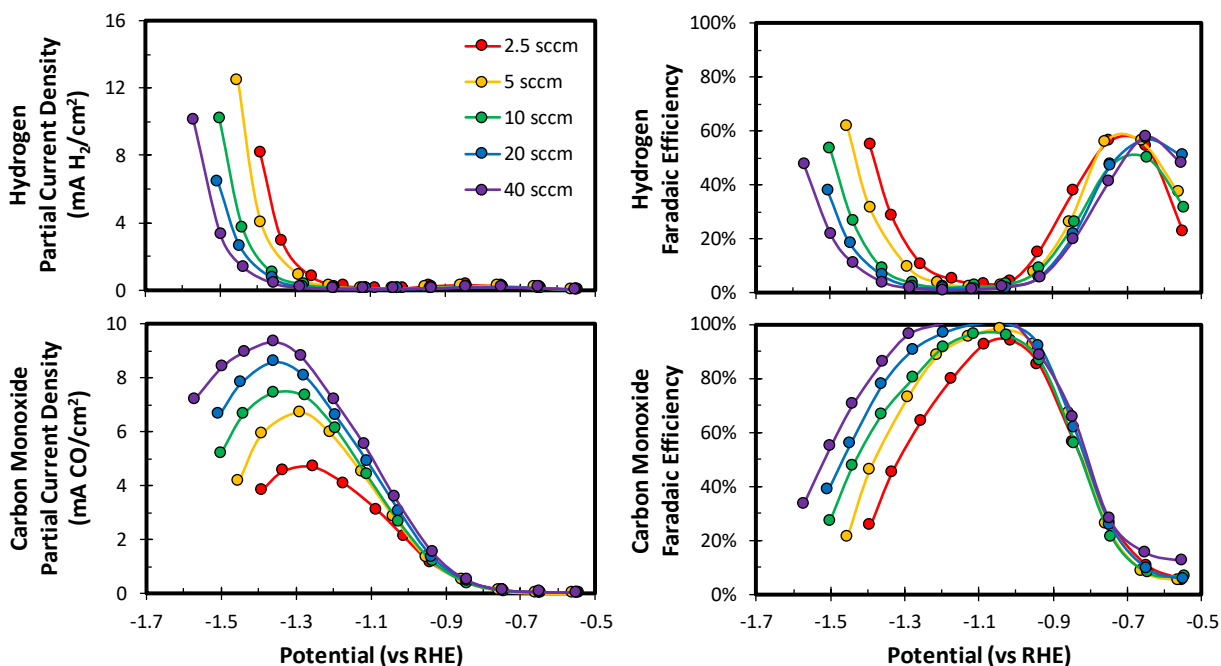 Hydrogen
Partial Current Density
(mA H₂/cm²)
16
12
8
4
0
2.5 sccm
5 sccm
10 sccm
20 sccm
40 sccm
Hydrogen
Faradaic Efficiency
100%
80%
60%
40%
20%
0%
Carbon Monoxide
Partial Current Density
(mA CO/cm²)
10
8
6
4
2
0
-1.7 -1.5 -1.3 -1.1 -0.9 -0.7 -0.5
Potential (vs RHE)
Carbon Monoxide
Faradaic Efficiency
100%
80%
60%
40%
20%
0%
-1.7 -1.5 -1.3 -1.1 -0.9 -0.7 -0.5
Potential (vs RHE)